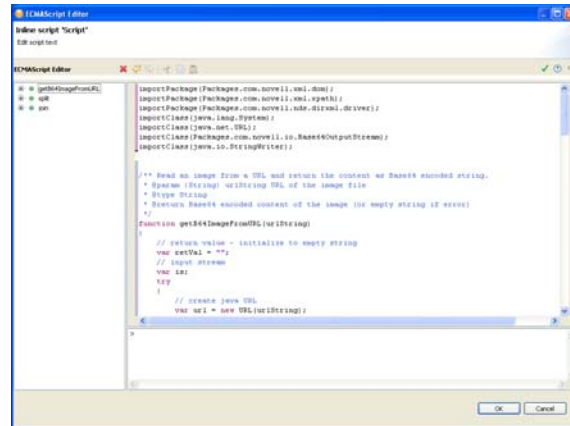 ECMAScript Editor
Inline script "Script"
Edit script text
ECMAScript Editor
getB64ImageFromURL
split
join
importPackage(Packages.com.novell.xml.dom);
importPackage(Packages.com.novell.xml.xpath);
importPackage(Packages.com.novell.nds.dirxml.driver);
importClass(java.lang.System);
importClass(java.net.URL);
importClass(Packages.com.novell.io.Base64OutputStream);
importClass(java.io.StringWriter);
/** Read an image from a URL and return the content as Base64 encoded string.
* @param {String} uriString URL of the image file
* @type String
* @return Base64 encoded content of the image (or empty string if error)
*/
function getB64ImageFromURL(uriString)
{
// return value - initialize to empty string
var retVal = "";
// input stream
var is;
try
{
// create java URL
var url = new URL(uriString);
>
OK
Cancel